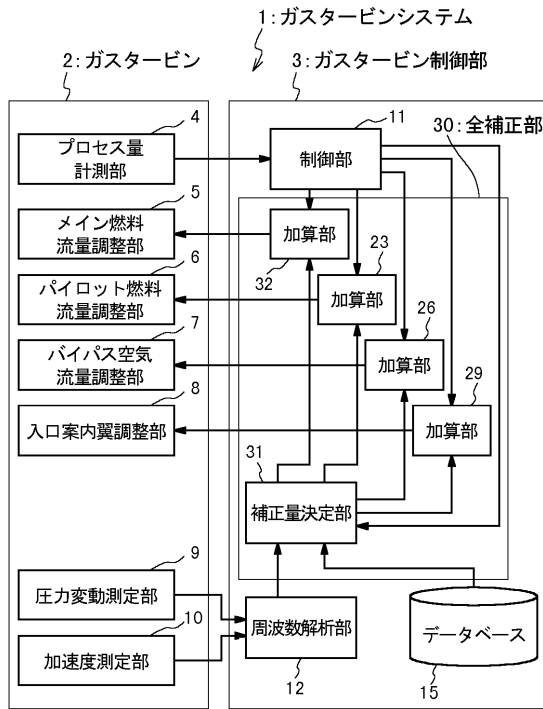 1:ガスタービンシステム
2:ガスタービン
3:ガスタービン制御部
4
プロセス量
計測部
11
制御部
30:全補正部
5
メイン燃料
流量調整部
加算部
32
6
パイロット燃料
流量調整部
23
加算部
7
バイパス空気
流量調整部
26
加算部
8
入口案内翼調整部
29
加算部
31
補正量決定部
9
圧力変動測定部
10
加速度測定部
周波数解析部
12
データベース
15